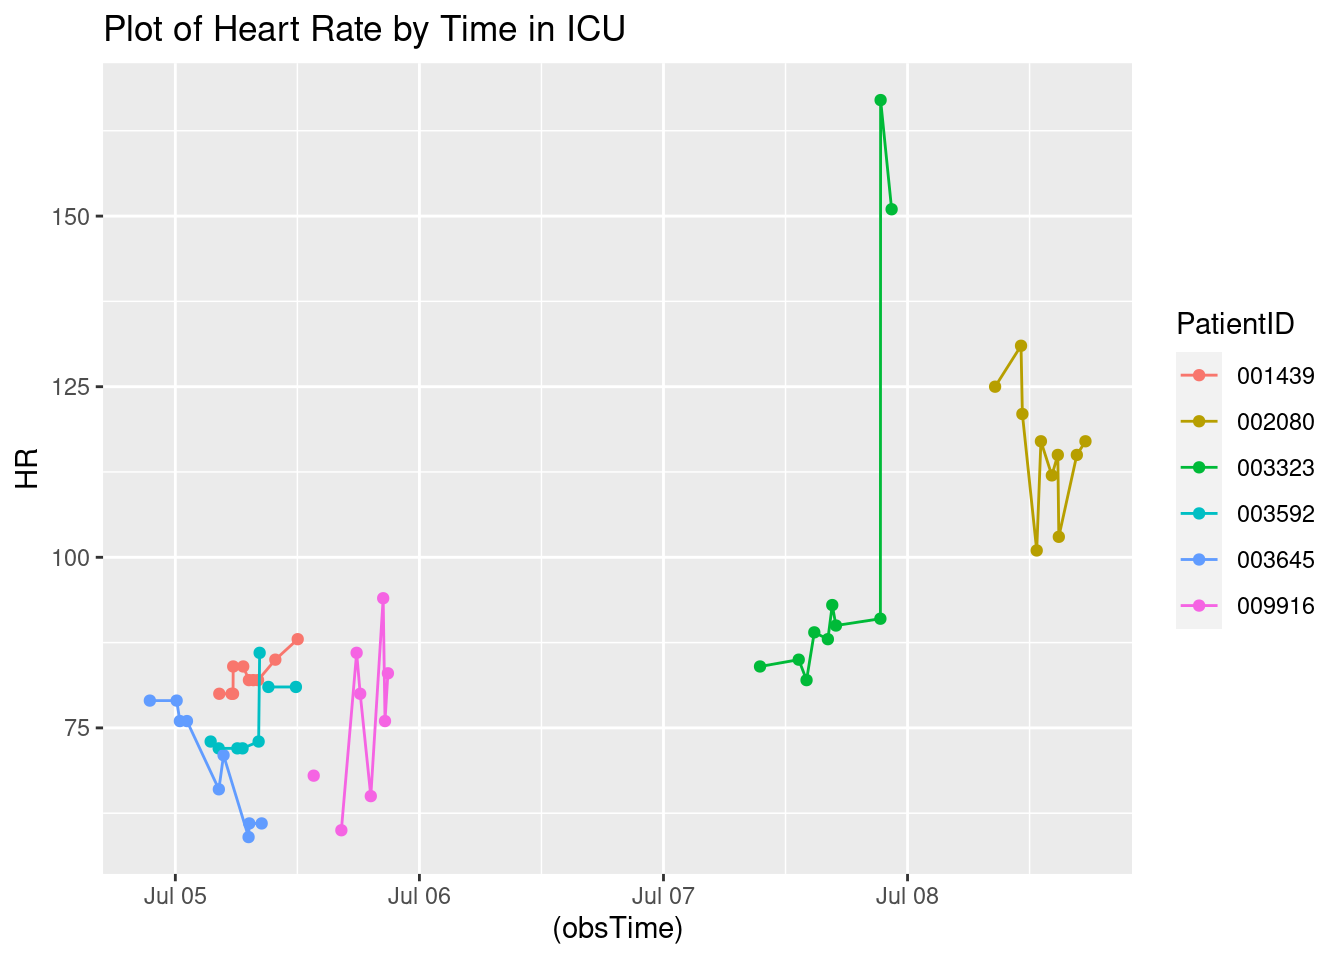 Plot of Heart Rate by Time in ICU
150
125
100
75
HR
Jul 05
Jul 06
Jul 07
Jul 08
(obsTime)
PatientID
001439
002080
003323
003592
003645
009916